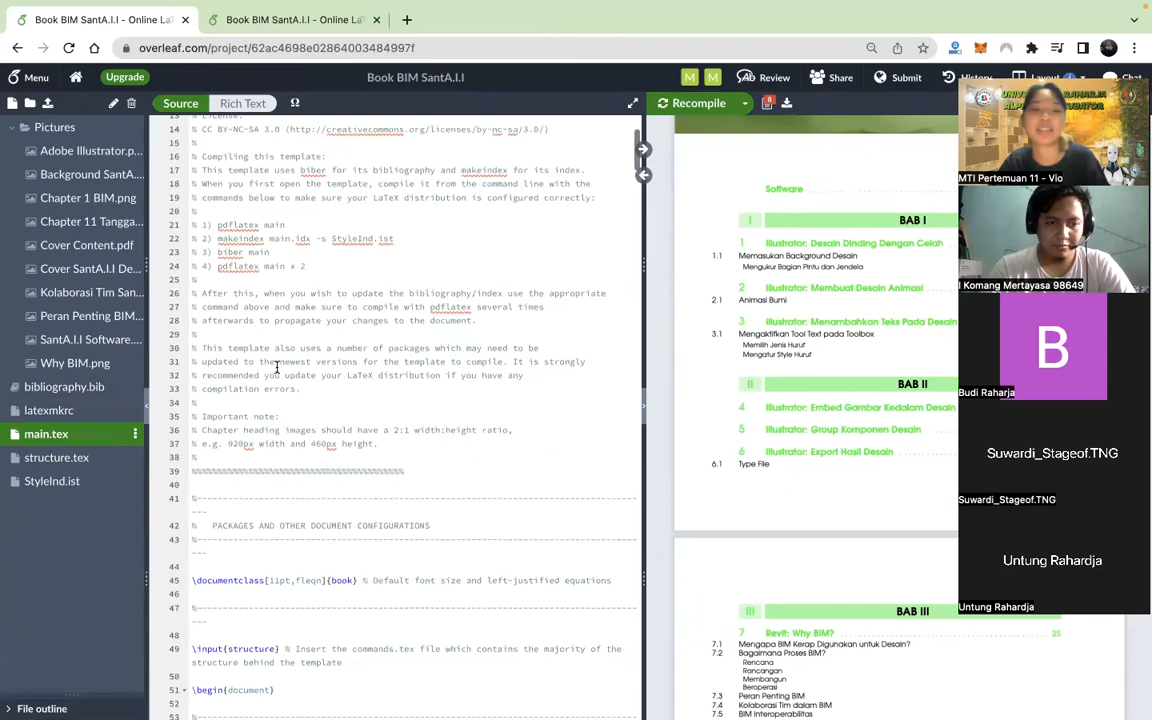 Book BIM SantA.I.I - Online La
Book BIM SantA.I.I - Online La
overleaf.com/project/62ac4698e02864003484997f
Menu
Upgrade
Book BIM SantA.I.I
M
M
Review
Share
Submit
History
Layout
Chat
Source
Rich Text
Ω
Recompile
8
Pictures
Adobe Illustrator.p...
Background SantA...
Chapter 1 BIM.png
Chapter 11 Tangga...
Cover Content.pdf
Cover SantA.I.I De...
Kolaborasi Tim San...
Peran Penting BIM...
SantA.I.I Software....
Why BIM.png
bibliography.bib
latexmkrc
main.tex
structure.tex
StyleInd.ist
File outline
13 % License:
14 % CC BY-NC-SA 3.0 (http://creativecommons.org/licenses/by-nc-sa/3.0/)
15 %
16 % Compiling this template:
17 % This template uses biber for its bibliography and makeindex for its index.
18 % When you first open the template, compile it from the command line with the
19 % commands below to make sure your LaTeX distribution is configured correctly:
20 %
21 % 1) pdflatex main
22 % 2) makeindex main.idx -s StyleInd.ist
23 % 3) biber main
24 % 4) pdflatex main x 2
25 %
26 % After this, when you wish to update the bibliography/index use the appropriate
27 % command above and make sure to compile with pdflatex several times
28 % afterwards to propagate your changes to the document.
29 %
30 % This template also uses a number of packages which may need to be
31 % updated to the newest versions for the template to compile. It is strongly
32 % recommended you update your LaTeX distribution if you have any
33 % compilation errors.
34 %
35 % Important note:
36 % Chapter heading images should have a 2:1 width:height ratio,
37 % e.g. 920px width and 460px height.
38 %
39 %%%%%%%%%%%%%%%%%%%%%%%%%%%%%%%%%%%%%%%%%
40
41 %----------------------------------------------------------------------------------------
42 % PACKAGES AND OTHER DOCUMENT CONFIGURATIONS
43 %----------------------------------------------------------------------------------------
44
45 \documentclass[11pt,fleqn]{book} % Default font size and left-justified equations
46
47 %----------------------------------------------------------------------------------------
48
49 \input{structure} % Insert the commands.tex file which contains the majority of the
structure behind the template
50
51 \begin{document}
52
53 %----------------------------------------------------------------------------------------
Software
I BAB I
1 Illustrator: Desain Dinding Dengan Celah
1.1 Memasukan Background Desain
Mengukur Bagian Pintu dan Jendela
2 Illustrator: Membuat Desain Animasi
2.1 Animasi Bumi
3 Illustrator: Menambahkan Teks Pada Desain
3.1 Mengaktifkan Tool Text pada Toolbox
Memilih Jenis Huruf
Mengatur Style Huruf
II BAB II
4 Illustrator: Embed Gambar Kedalam Desain
5 Illustrator: Group Komponen Desain
6 Illustrator: Export Hasil Desain
6.1 Type File
III BAB III
7 Revit: Why BIM? 25
7.1 Mengapa BIM Kerap Digunakan untuk Desain?
7.2 Bagaimana Proses BIM?
Rencana
Rancangan
Membangun
Beroperasi
7.3 Peran Penting BIM
7.4 Kolaborasi Tim dalam BIM
7.5 BIM Interoperabilitas
MTI Pertemuan 11 - Vio
I Komang Mertayasa 98649
B
Budi Raharja
Suwardi_Stageof.TNG
Suwardi_Stageof.TNG
Untung Rahardja
Untung Rahardja